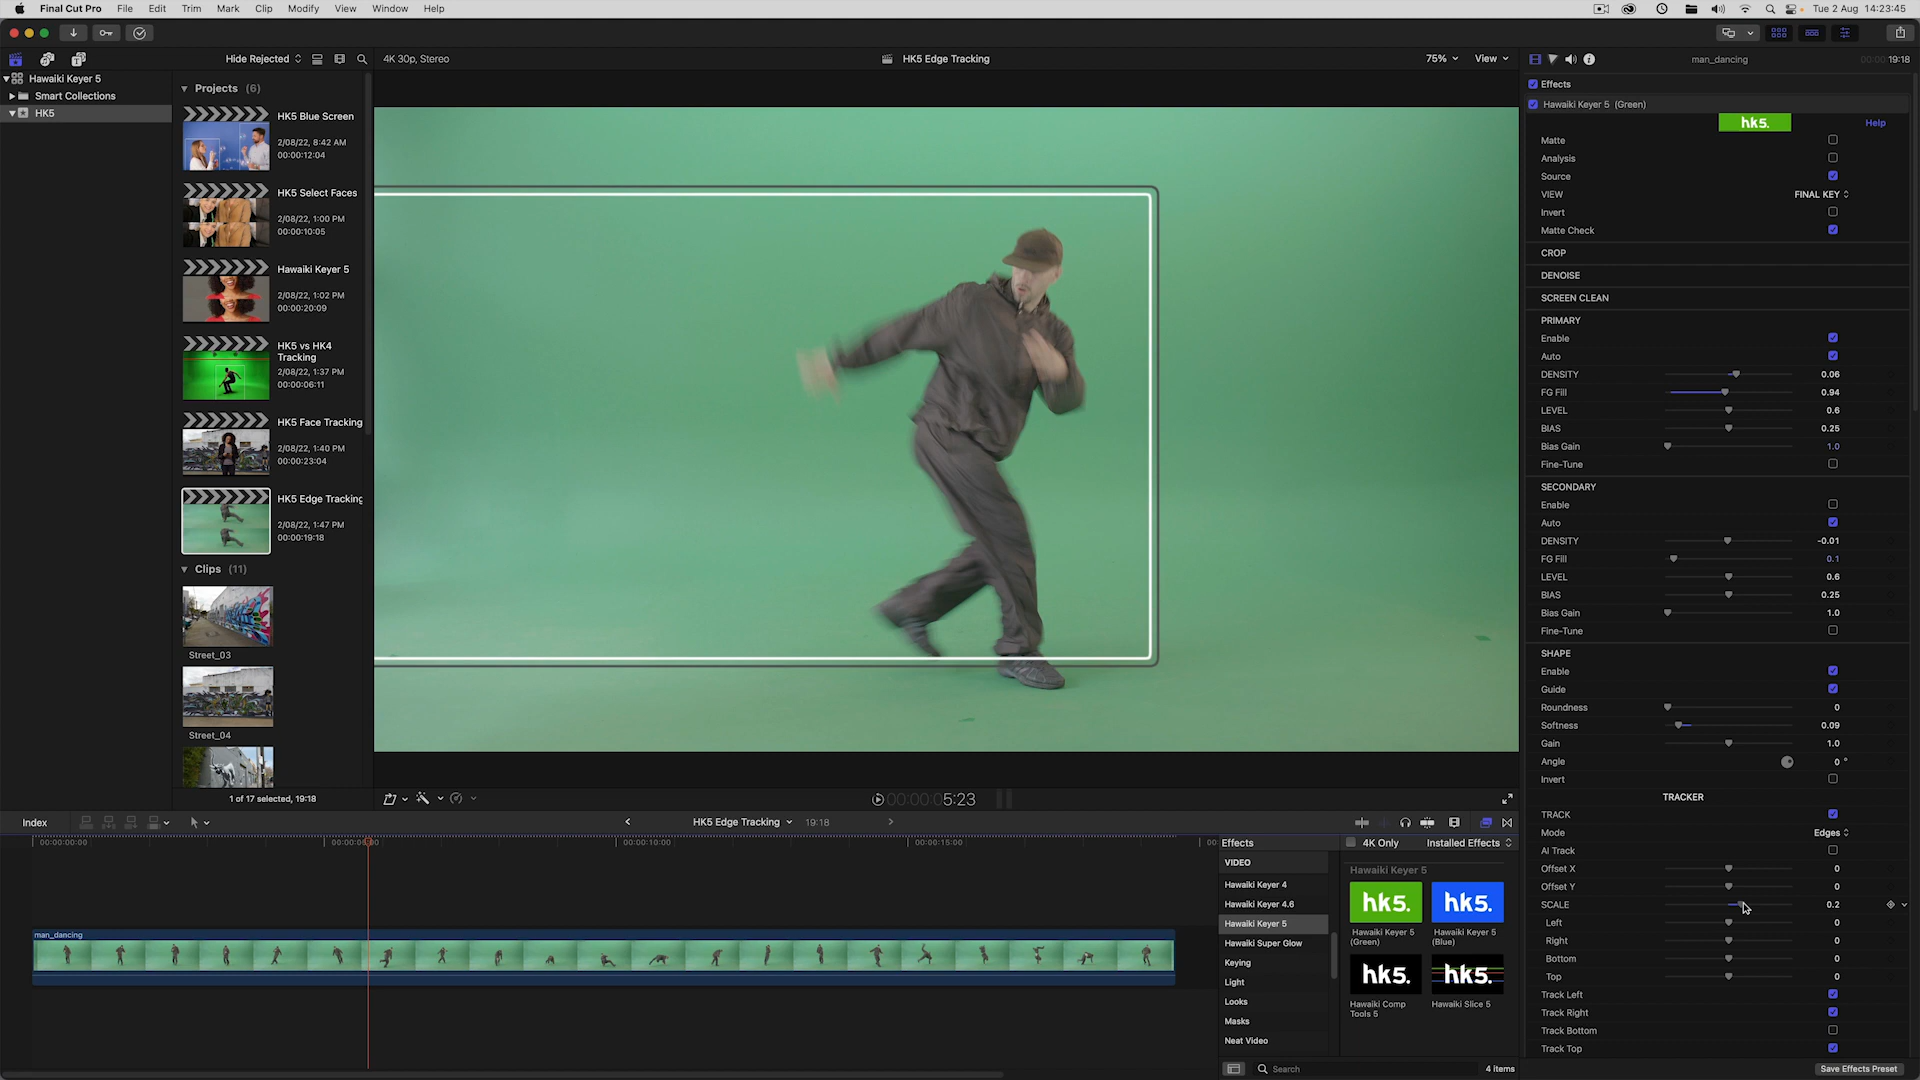 Final Cut Pro File Edit Trim Mark Clip Modify View Window Help
Tue 2 Aug 14:23:45
Hide Rejected
4K 30p, Stereo
HK5 Edge Tracking
75%
View
man_dancing
19:18
Hawaiki Keyer 5
Smart Collections
HK5
Projects (6)
HK5 Blue Screen
2/08/22, 8:42 AM
00:00:12:04
HK5 Select Faces
2/08/22, 1:00 PM
00:00:10:05
Hawaiki Keyer 5
2/08/22, 1:02 PM
00:00:20:09
HK5 vs HK4
Tracking
2/08/22, 1:37 PM
00:00:06:11
HK5 Face Tracking
2/08/22, 1:40 PM
00:00:23:04
HK5 Edge Tracking
2/08/22, 1:47 PM
00:00:19:18
Clips (11)
Street_03
Street_04
1 of 17 selected, 19:18
00:00:05:23
Effects
Hawaiki Keyer 5 (Green)
hk5.
Help
Matte
Analysis
Source
VIEW FINAL KEY
Invert
Matte Check
CROP
DENOISE
SCREEN CLEAN
PRIMARY
Enable
Auto
DENSITY 0.06
FG Fill 0.94
LEVEL 0.6
BIAS 0.25
Bias Gain 1.0
Fine-Tune
SECONDARY
Enable
Auto
DENSITY -0.01
FG Fill 0.1
LEVEL 0.6
BIAS 0.25
Bias Gain 1.0
Fine-Tune
SHAPE
Enable
Guide
Roundness 0
Softness 0.09
Gain 1.0
Angle 0 °
Invert
TRACKER
TRACK
Mode Edges
AI Track
Offset X 0
Offset Y 0
SCALE 0.2
Left 0
Right 0
Bottom 0
Top 0
Track Left
Track Right
Track Bottom
Track Top
Save Effects Preset
Index
HK5 Edge Tracking
19:18
00:00:00:00
00:00:10:00
00:00:15:00
man_dancing
Effects
4K Only
Installed Effects
VIDEO
Hawaiki Keyer 4
Hawaiki Keyer 4.6
Hawaiki Keyer 5
Hawaiki Super Glow
Keying
Light
Looks
Masks
Neat Video
Hawaiki Keyer 5
hk5.
Hawaiki Keyer 5
(Green)
hk5.
Hawaiki Keyer 5
(Blue)
hk5.
Hawaiki Comp
Tools 5
hk5.
Hawaiki Slice 5
Search
4 items